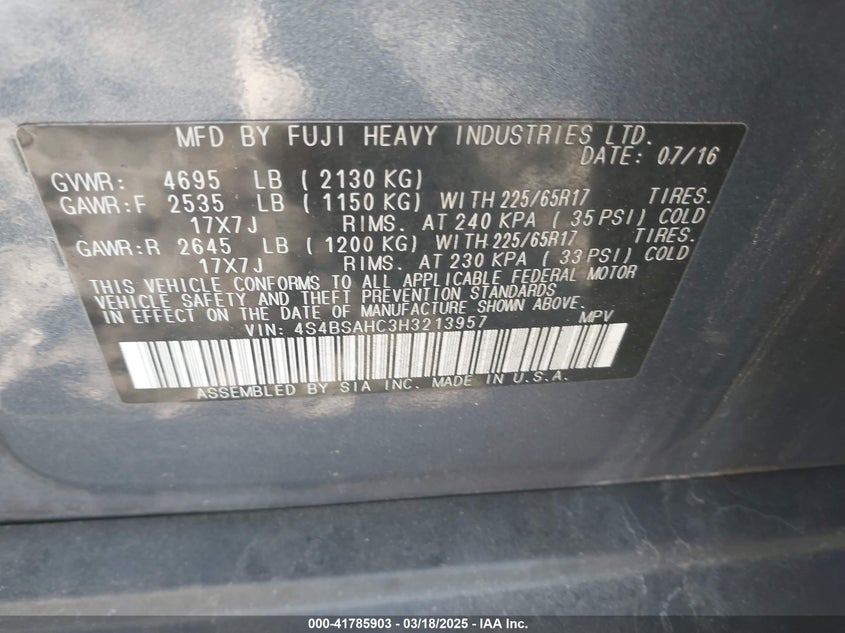 MFD BY FUJI HEAVY INDUSTRIES LTD.
DATE: 07/16
GVWR: 4695 LB ( 2130 KG)
GAWR:F 2535 LB ( 1150 KG) WITH 225/65R17 TIRES.
17X7J RIMS. AT 240 KPA ( 35 PSI) COLD
GAWR:R 2645 LB ( 1200 KG) WITH 225/65R17 TIRES.
17X7J RIMS. AT 230 KPA ( 33 PSI) COLD
THIS VEHICLE CONFORMS TO ALL APPLICABLE FEDERAL MOTOR
VEHICLE SAFETY AND THEFT PREVENTION STANDARDS
IN EFFECT ON THE DATE OF MANUFACTURE SHOWN ABOVE.
VIN: 4S4BSAHC3H3213957 MPV
ASSEMBLED BY SIA INC. MADE IN U.S.A.
000-41785903 - 03/18/2025 - IAA Inc.